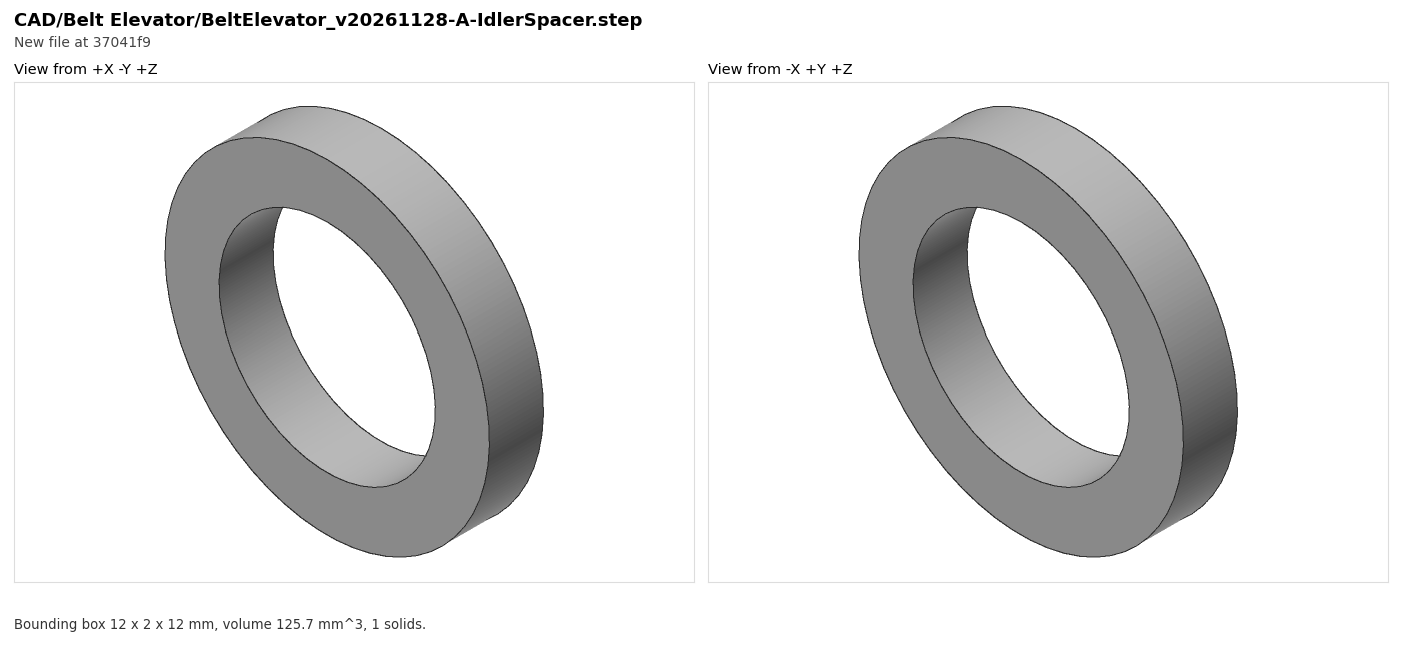 CAD/Belt Elevator/BeltElevator_v20261128-A-IdlerSpacer.step
New file at 37041f9
View from +X -Y +Z
View from -X +Y +Z
Bounding box 12 x 2 x 12 mm, volume 125.7 mm^3, 1 solids.